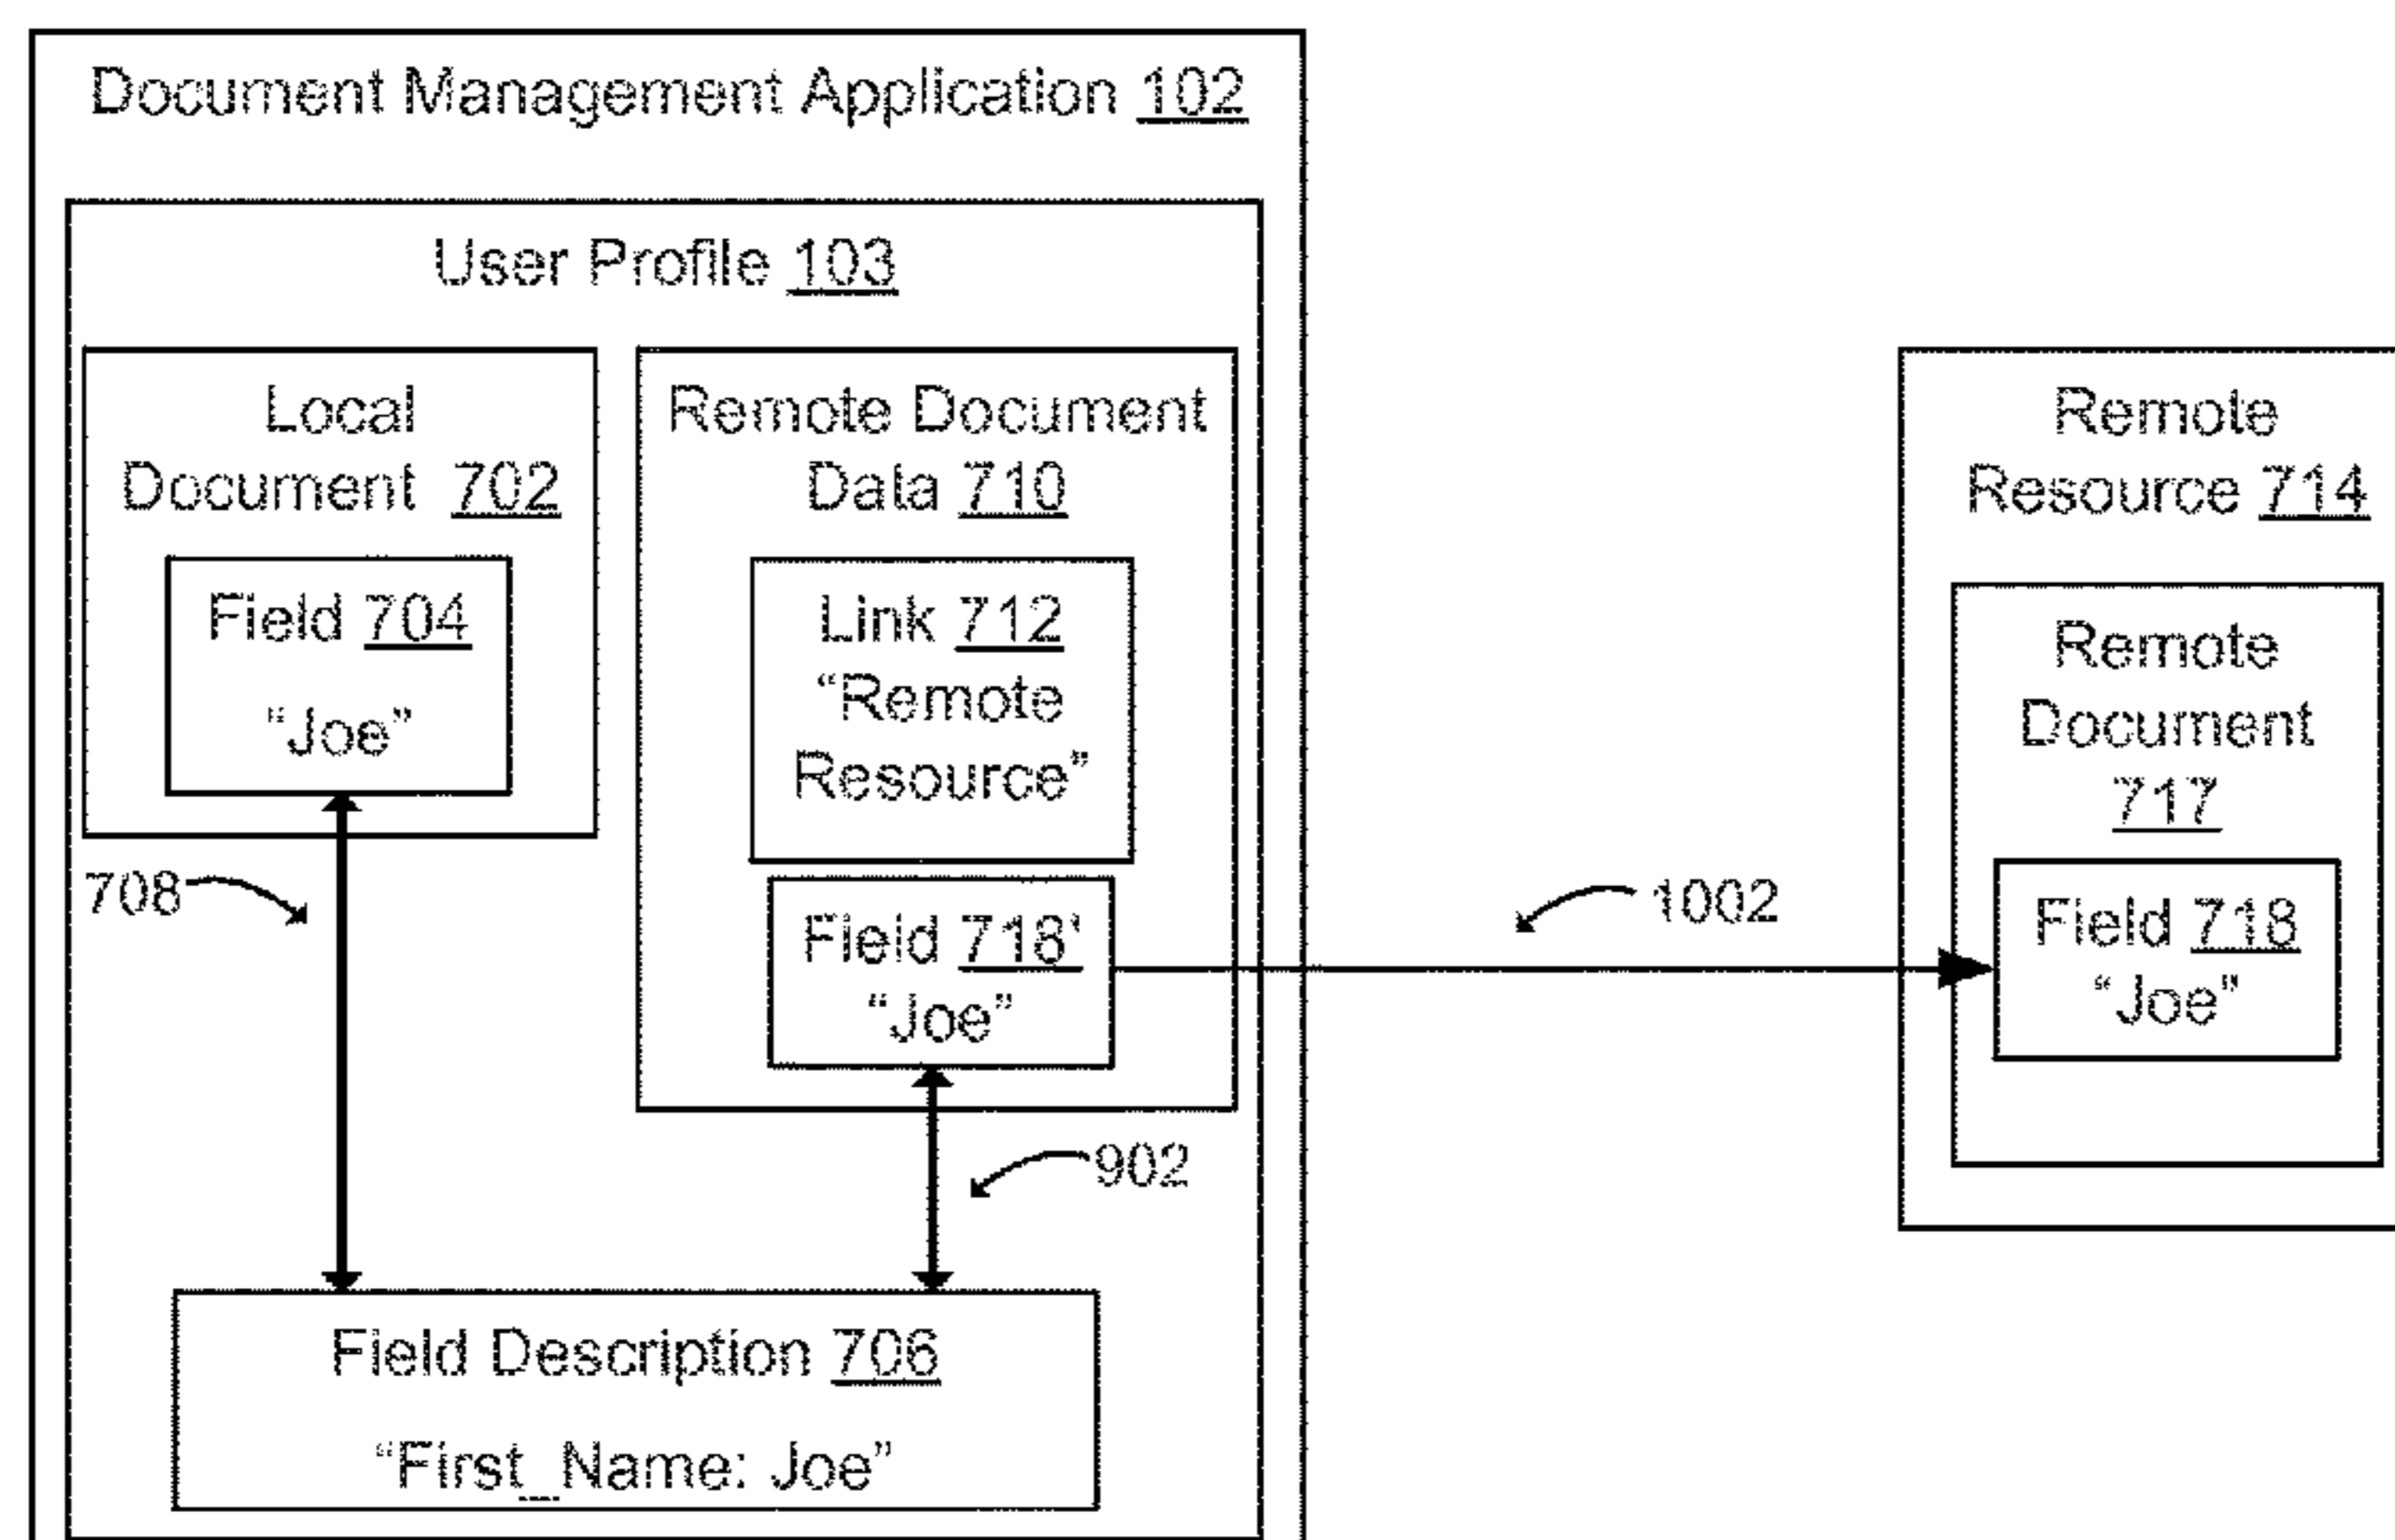 Document Management Application 102
User Profile 103
Local
Document 702
Field 704
“Joe”
Remote Document
Data 710
Link 712
“Remote
Resource”
Field 718'
“Joe”
708
902
Field Description 706
“First_Name: Joe”
1002
Remote
Resource 714
Remote
Document
717
Field 718
“Joe”